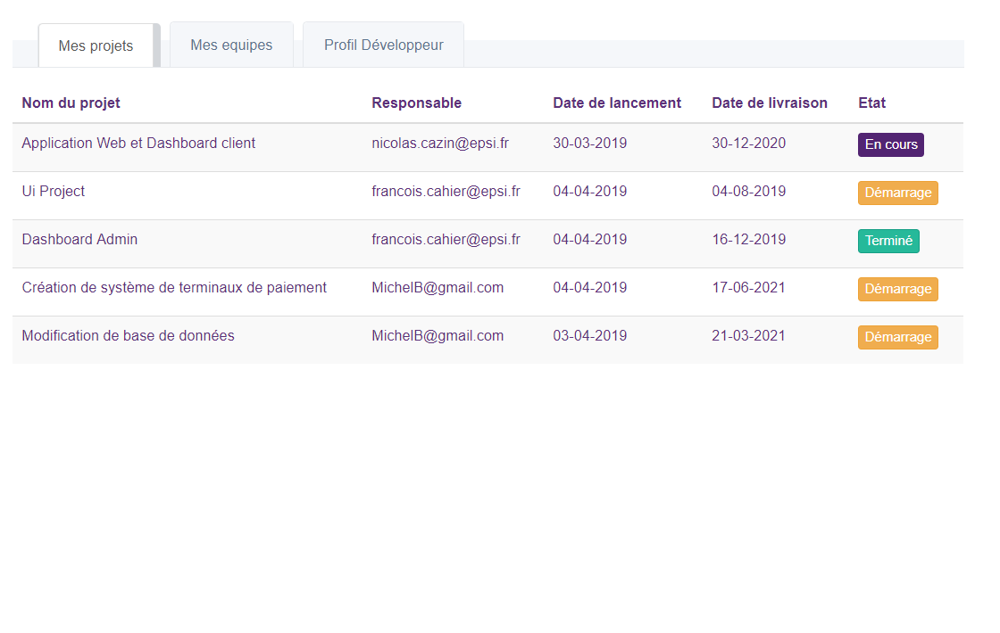 Mes projets Mes equipes Profil Développeur
Nom du projet Responsable Date de lancement Date de livraison Etat
Application Web et Dashboard client nicolas.cazin@epsi.fr 30-03-2019 30-12-2020 En cours
Ui Project francois.cahier@epsi.fr 04-04-2019 04-08-2019 Démarrage
Dashboard Admin francois.cahier@epsi.fr 04-04-2019 16-12-2019 Terminé
Création de système de terminaux de paiement MichelB@gmail.com 04-04-2019 17-06-2021 Démarrage
Modification de base de données MichelB@gmail.com 03-04-2019 21-03-2021 Démarrage